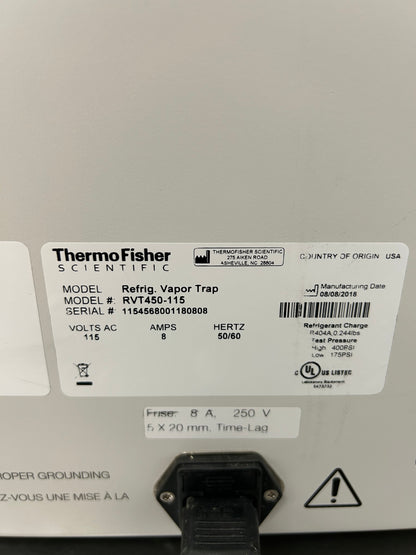 ThermoFisher
SCIENTIFIC
THERMOFISHER SCIENTIFIC
275 AIKEN ROAD
ASHEVILLE, NC, 28804
COUNTRY OF ORIGIN USA
MODEL Refrig. Vapor Trap
MODEL #: RVT450-115
SERIAL #: 1154568001180808
Manufacturing Date
08/08/2018
VOLTS AC AMPS HERTZ
115 8 50/60
Refrigerant Charge
R404A,0.244lbs
Test Pressure
High 400PSI
Low 175PSI
C UL US LISTED
Laboratory Equipment
Fuse: 8 A, 250 V
5 X 20 mm, Time-Lag
ROPER GROUNDING
Z-VOUS UNE MISE À LA